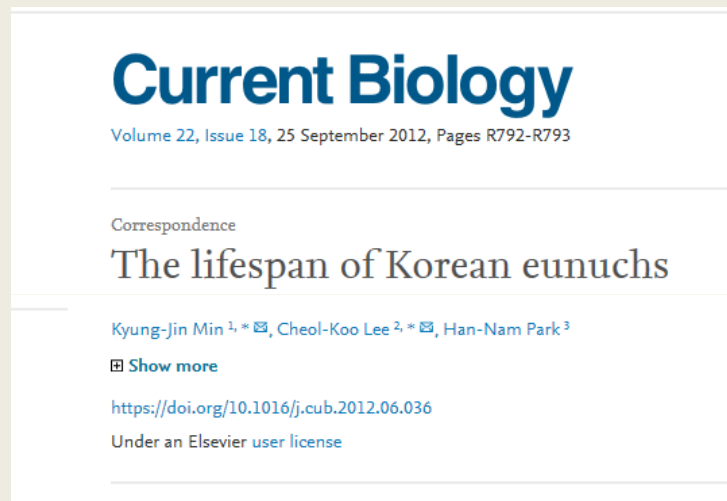 Current Biology
Volume 22, Issue 18, 25 September 2012, Pages R792-R793
Correspondence
The lifespan of Korean eunuchs
Kyung-Jin Min 1, * ✉, Cheol-Koo Lee 2, * ✉, Han-Nam Park 3
⊞ Show more
https://doi.org/10.1016/j.cub.2012.06.036
Under an Elsevier user license